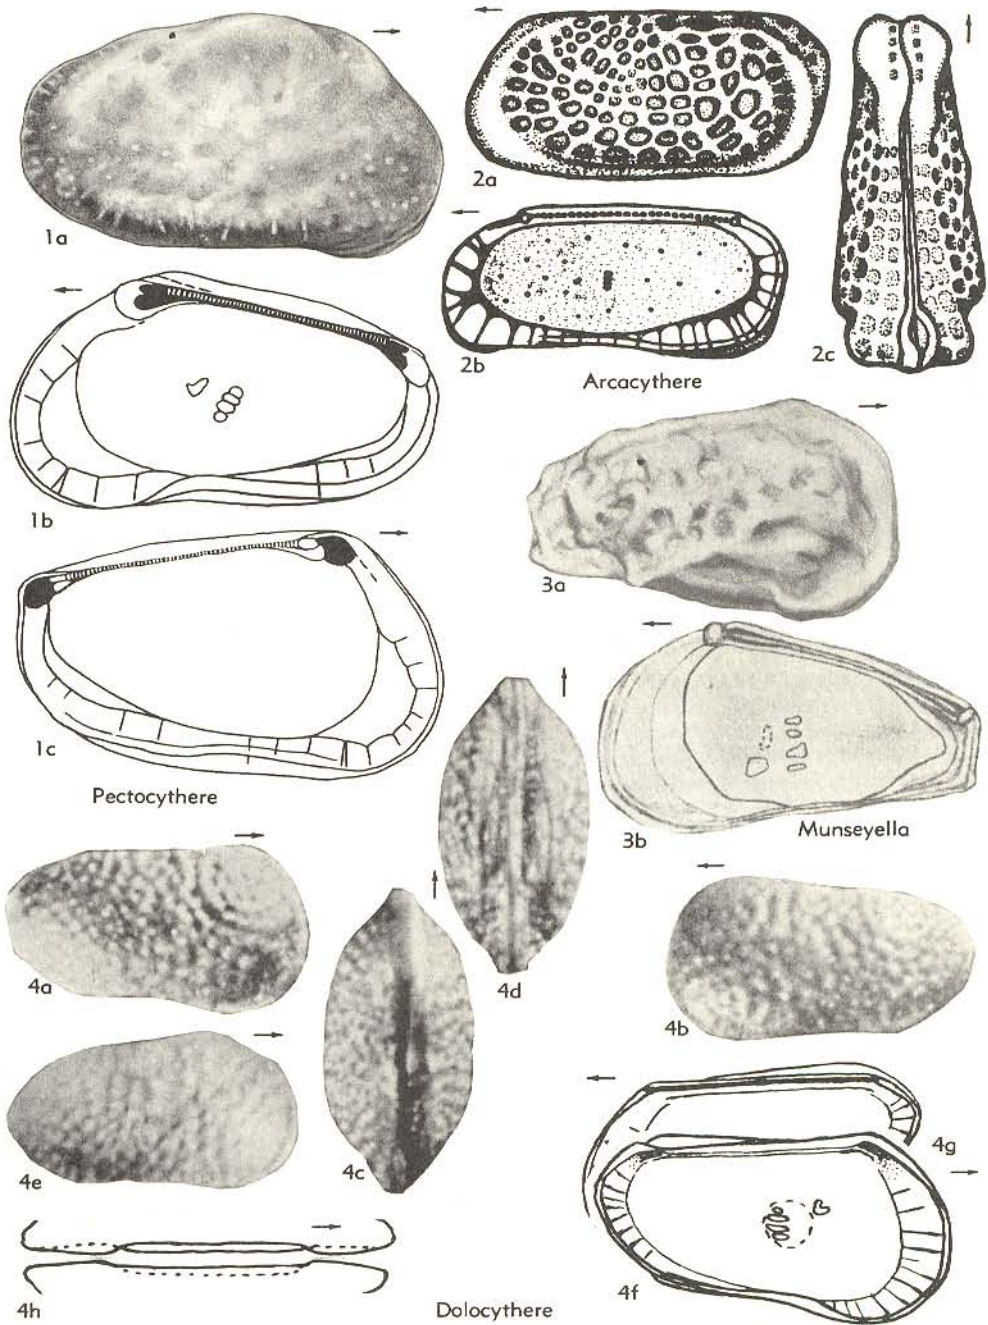 1a
2a
2b
2c
Arcacythere
1b
3a
1c
Pectocythere
3b
Munseyella
4a
4d
4b
4e
4c
4g
4f
4h
Dolocythere